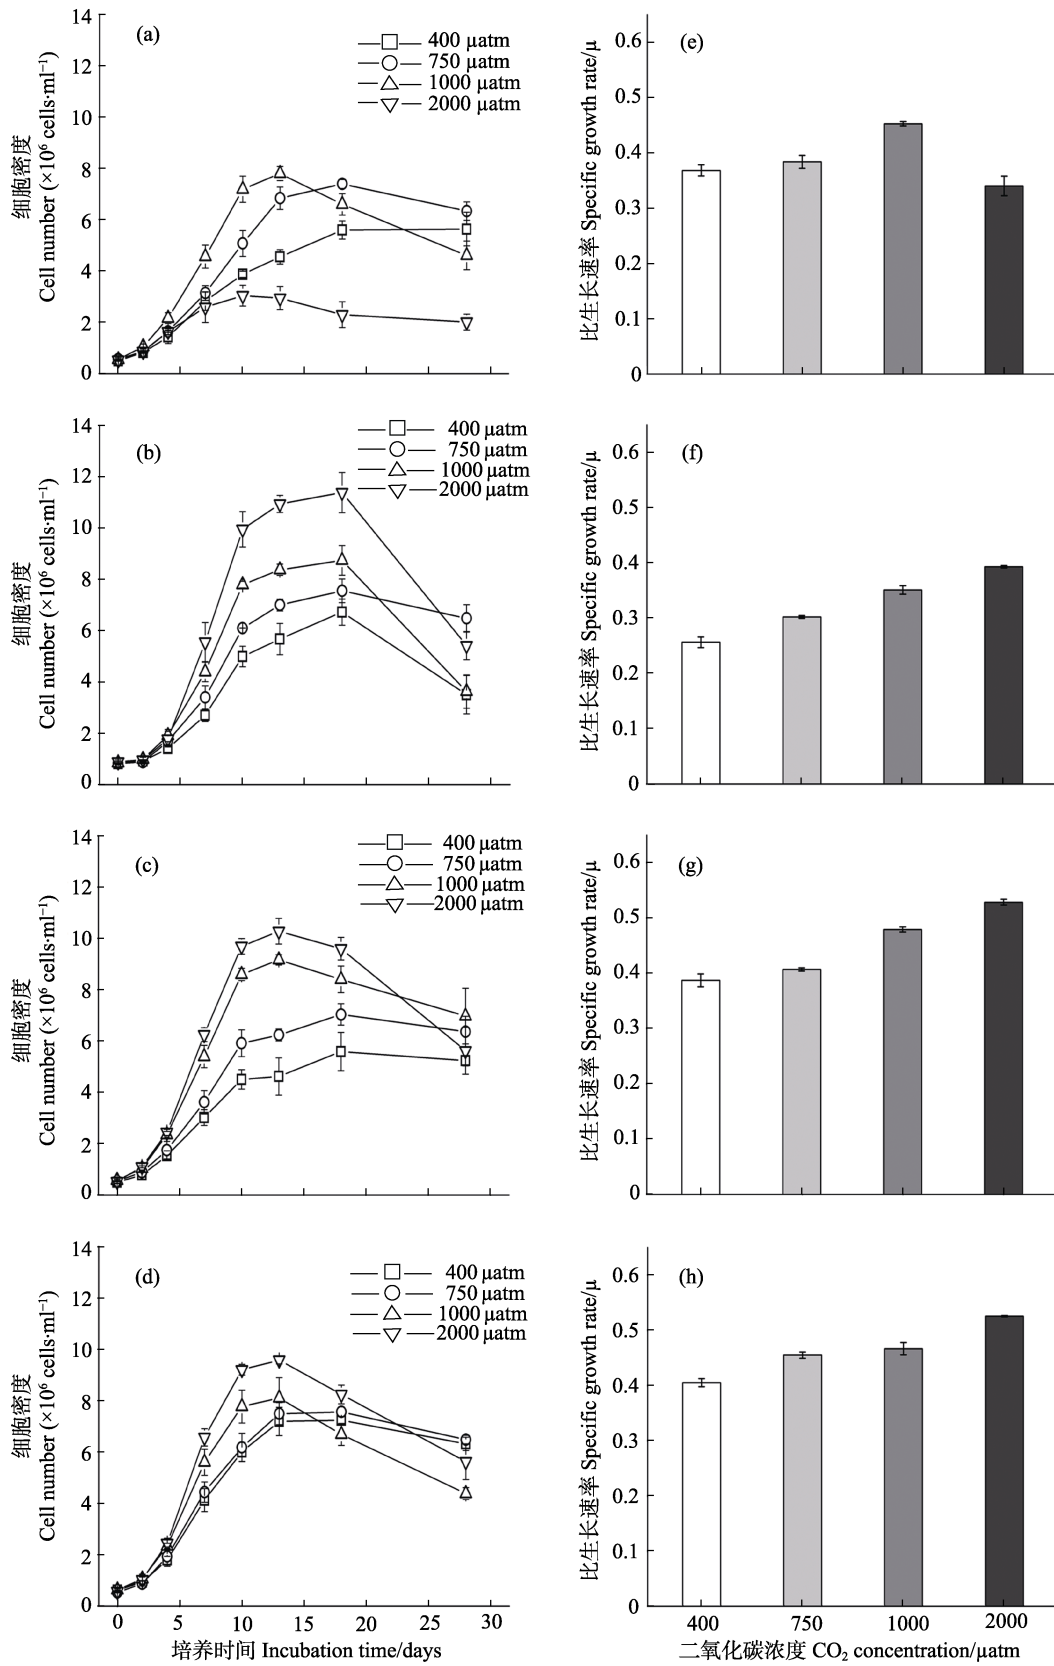 (a)
400 μatm
750 μatm
1000 μatm
2000 μatm
14
12
10
8
6
4
2
0
细胞密度
Cell number (×10⁶ cells·ml⁻¹)
(e)
0.6
0.5
0.4
0.3
0.2
0.1
0
比生长速率 Specific growth rate/μ
(b)
400 μatm
750 μatm
1000 μatm
2000 μatm
14
12
10
8
6
4
2
0
细胞密度
Cell number (×10⁶ cells·ml⁻¹)
(f)
0.6
0.5
0.4
0.3
0.2
0.1
0
比生长速率 Specific growth rate/μ
(c)
400 μatm
750 μatm
1000 μatm
2000 μatm
14
12
10
8
6
4
2
0
细胞密度
Cell number (×10⁶ cells·ml⁻¹)
(g)
0.6
0.5
0.4
0.3
0.2
0.1
0
比生长速率 Specific growth rate/μ
(d)
400 μatm
750 μatm
1000 μatm
2000 μatm
14
12
10
8
6
4
2
0
细胞密度
Cell number (×10⁶ cells·ml⁻¹)
0 5 10 15 20 25 30
培养时间 Incubation time/days
(h)
0.6
0.5
0.4
0.3
0.2
0.1
0
比生长速率 Specific growth rate/μ
400 750 1000 2000
二氧化碳浓度 CO₂ concentration/μatm